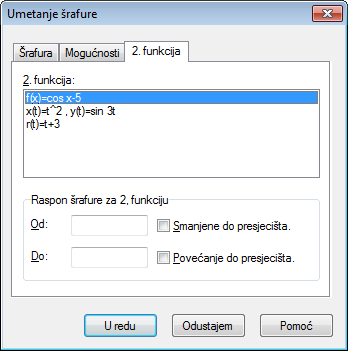 Umetanje šrafure
Šrafura Mogućnosti 2. funkcija
2. funkcija:
f(x)=cos x-5
x(t)=t^2 , y(t)=sin 3t
r(t)=t+3
Raspon šrafure za 2. funkciju
Od:
Smanjene do presjecišta.
Do:
Povećanje do presjecišta.
U redu Odustajem Pomoć